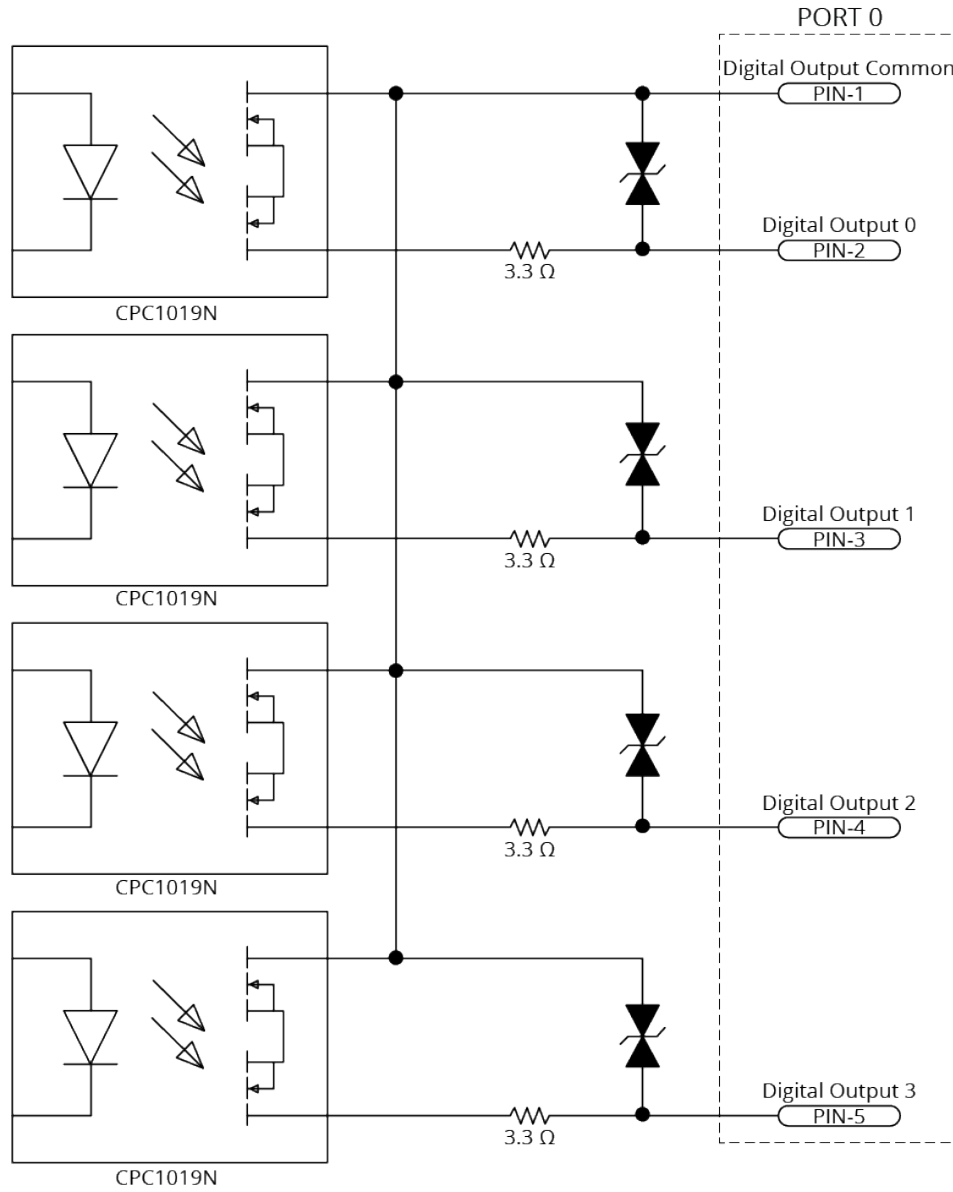 PORT 0
Digital Output Common
PIN-1
Digital Output 0
PIN-2
3.3 Ω
CPC1019N
Digital Output 1
PIN-3
3.3 Ω
CPC1019N
Digital Output 2
PIN-4
3.3 Ω
CPC1019N
Digital Output 3
PIN-5
3.3 Ω
CPC1019N